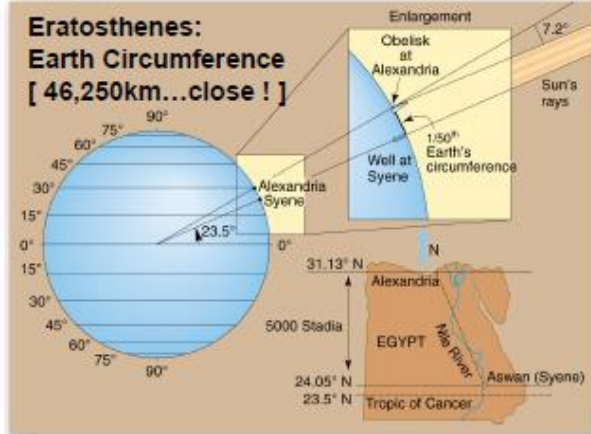 Eratosthenes:
Earth Circumference
[ 46,250km...close ! ]
90°
75°
60°
45°
30°
15°
0°
15°
30°
45°
60°
75°
90°
Alexandria
Syene
23.5°
0°
Enlargement
7.2°
Obelisk
at
Alexandria
Sun's
rays
1/50th
Earth's
circumference
Well at
Syene
N
31.13° N
Alexandria
5000 Stadia
EGYPT
Nile River
Aswan (Syene)
24.05° N
23.5° N
Tropic of Cancer